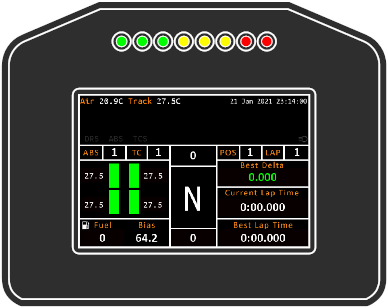 Air 20.9C Track 27.5C 21 Jan 2021 23:14:00
DRS ABS TCS
ABS 1 TC 1 0 POS 1 LAP 1
Best Delta
0.000
27.5 27.5
N
Current Lap Time
0:00.000
27.5 27.5
Fuel Bias Best Lap Time
0 64.2 0 0:00.000